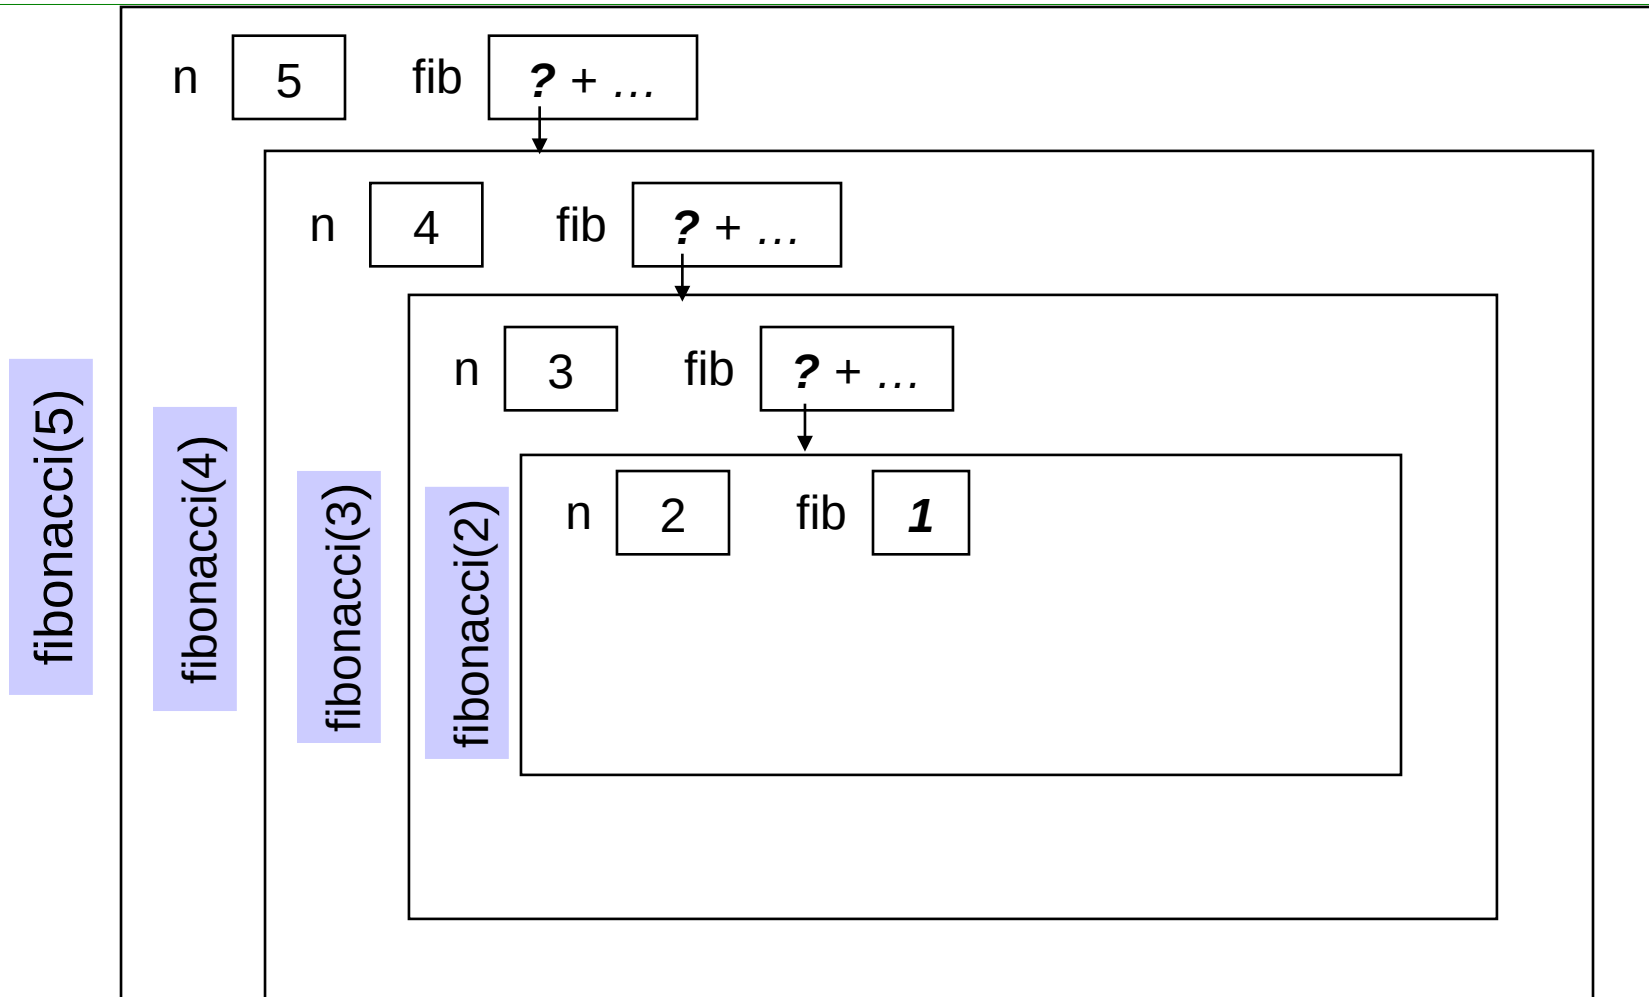 n 5 fib ? + …
n 4 fib ? + …
n 3 fib ? + …
n 2 fib 1
fibonacci(5)
fibonacci(4)
fibonacci(3)
fibonacci(2)